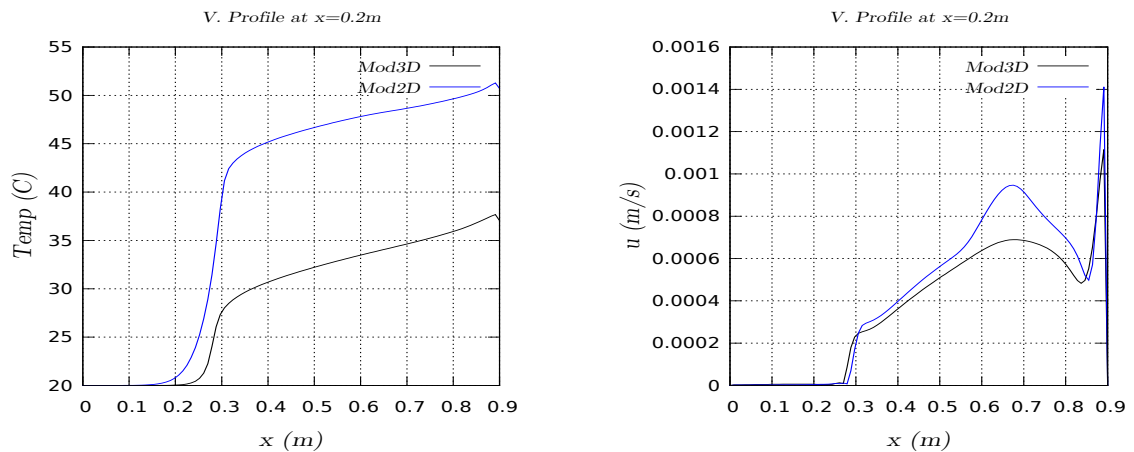 V. Profile at x=0.2m
55
50
45
40
35
30
25
20
Temp (C)
Mod3D
Mod2D
0 0.1 0.2 0.3 0.4 0.5 0.6 0.7 0.8 0.9
x (m)
V. Profile at x=0.2m
0.0016
0.0014
0.0012
0.001
0.0008
0.0006
0.0004
0.0002
0
u (m/s)
Mod3D
Mod2D
0 0.1 0.2 0.3 0.4 0.5 0.6 0.7 0.8 0.9
x (m)